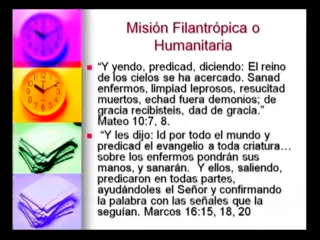 Misión Filantrópica o
Humanitaria
“Y yendo, predicad, diciendo: El reino
de los cielos se ha acercado. Sanad
enfermos, limpiad leprosos, resucitad
muertos, echad fuera demonios; de
gracia recibisteis, dad de gracia.”
Mateo 10:7, 8.
“Y les dijo: Id por todo el mundo y
predicad el evangelio a toda criatura…
sobre los enfermos pondrán sus
manos, y sanarán. Y ellos, saliendo,
predicaron en todas partes,
ayudándoles el Señor y confirmando
la palabra con las señales que la
seguían. Marcos 16:15, 18, 20